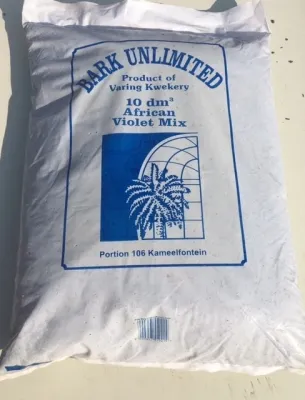 BARK UNLIMITED
Product of
Varing Kwekery
10 dm³
African
Violet Mix
Portion 106 Kameelfontein